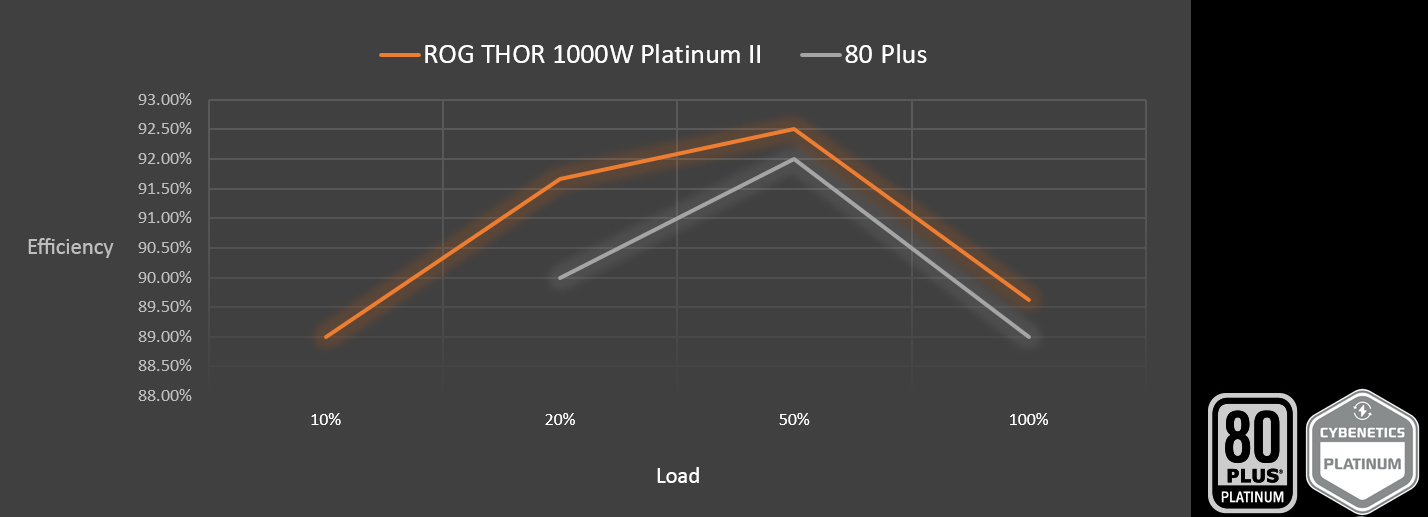 ROG THOR 1000W Platinum II
80 Plus
93.00%
92.50%
92.00%
91.50%
91.00%
90.50%
90.00%
89.50%
89.00%
88.50%
88.00%
Efficiency
10% 20% 50% 100%
Load
80
PLUS®
PLATINUM
CYBENETICS
PLATINUM